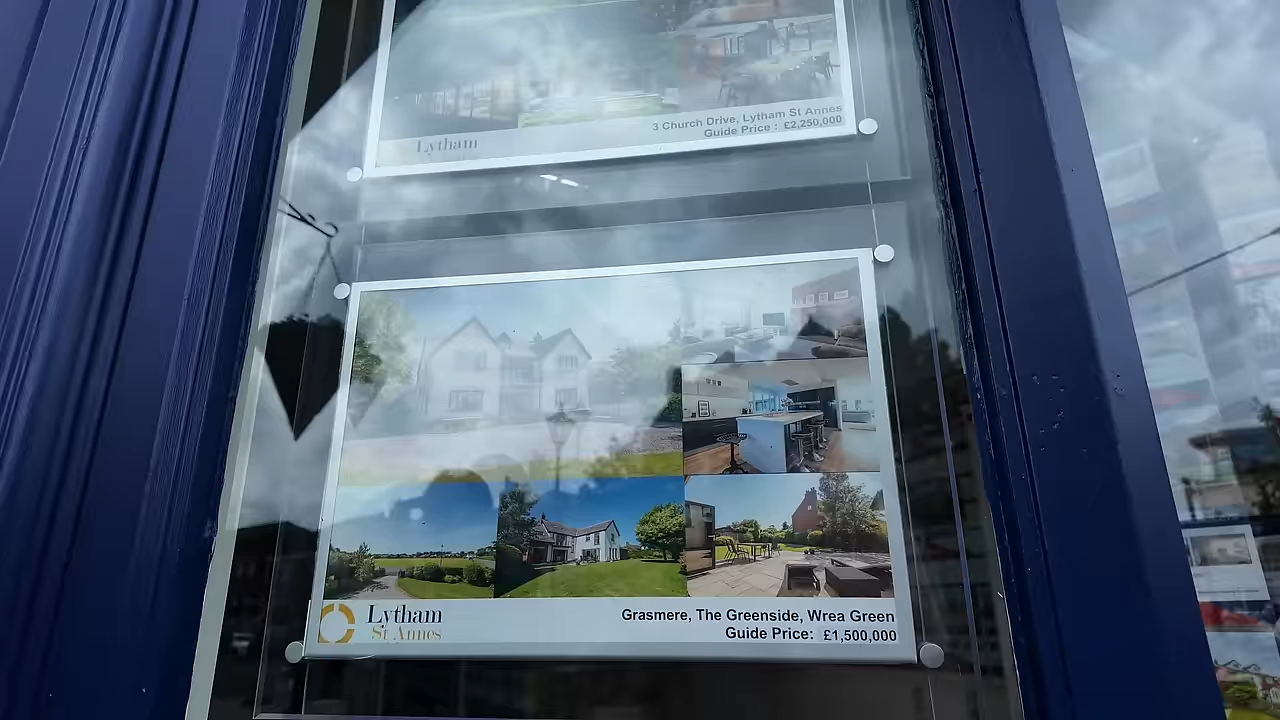 3 Church Drive, Lytham St Annes
Guide Price : £2,250,000
Lytham
Lytham
St Annes
Grasmere, The Greenside, Wrea Green
Guide Price: £1,500,000